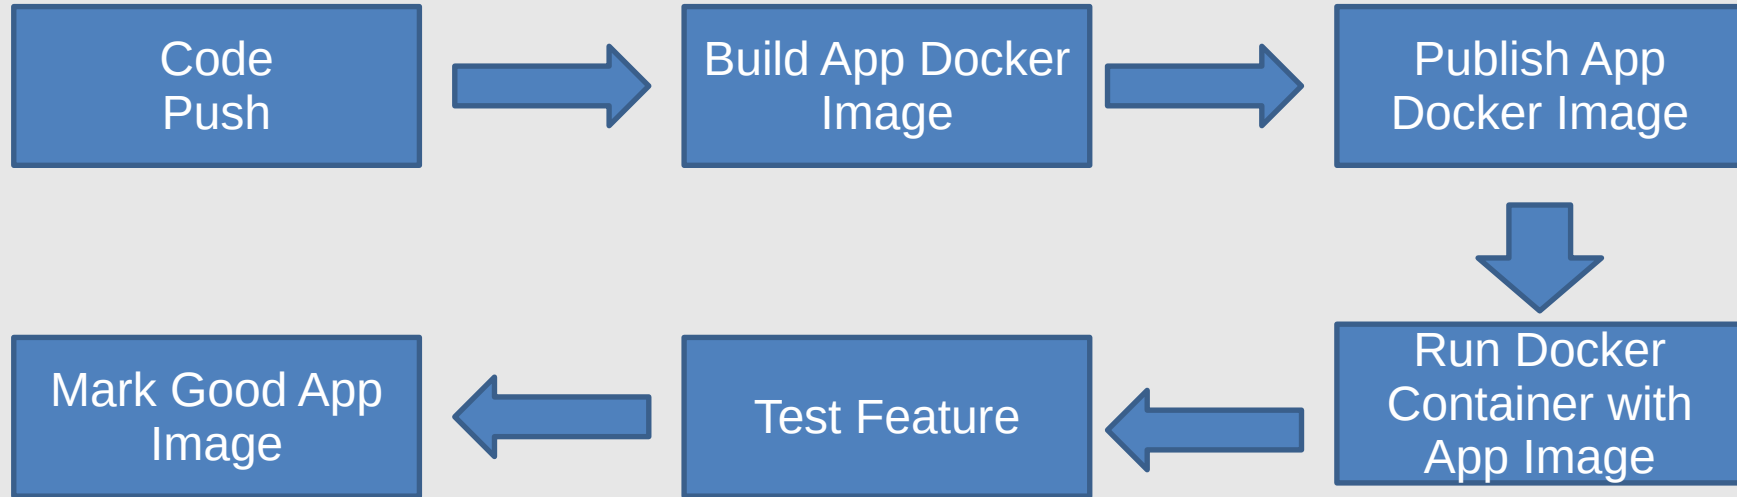 Code
Push
Build App Docker
Image
Publish App
Docker Image
Run Docker
Container with
App Image
Test Feature
Mark Good App
Image